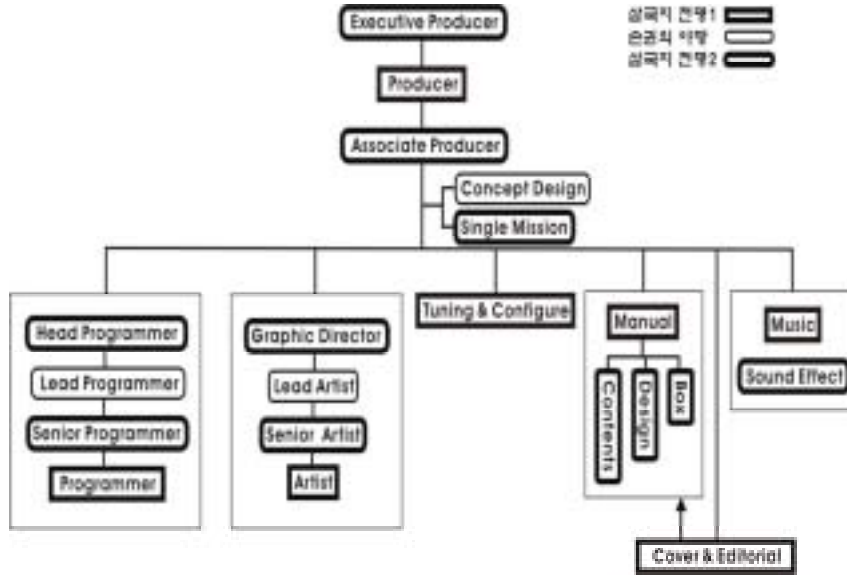 Executive Producer
삼국지 전쟁1
손권의 야망
삼국지 전쟁2
Producer
Associate Producer
Concept Design
Single Mission
Head Programmer
Lead Programmer
Senior Programmer
Programmer
Graphic Director
Lead Artist
Senior Artist
Artist
Tuning & Configure
Manual
Contents
Design
Box
Music
Sound Effect
Cover & Editorial